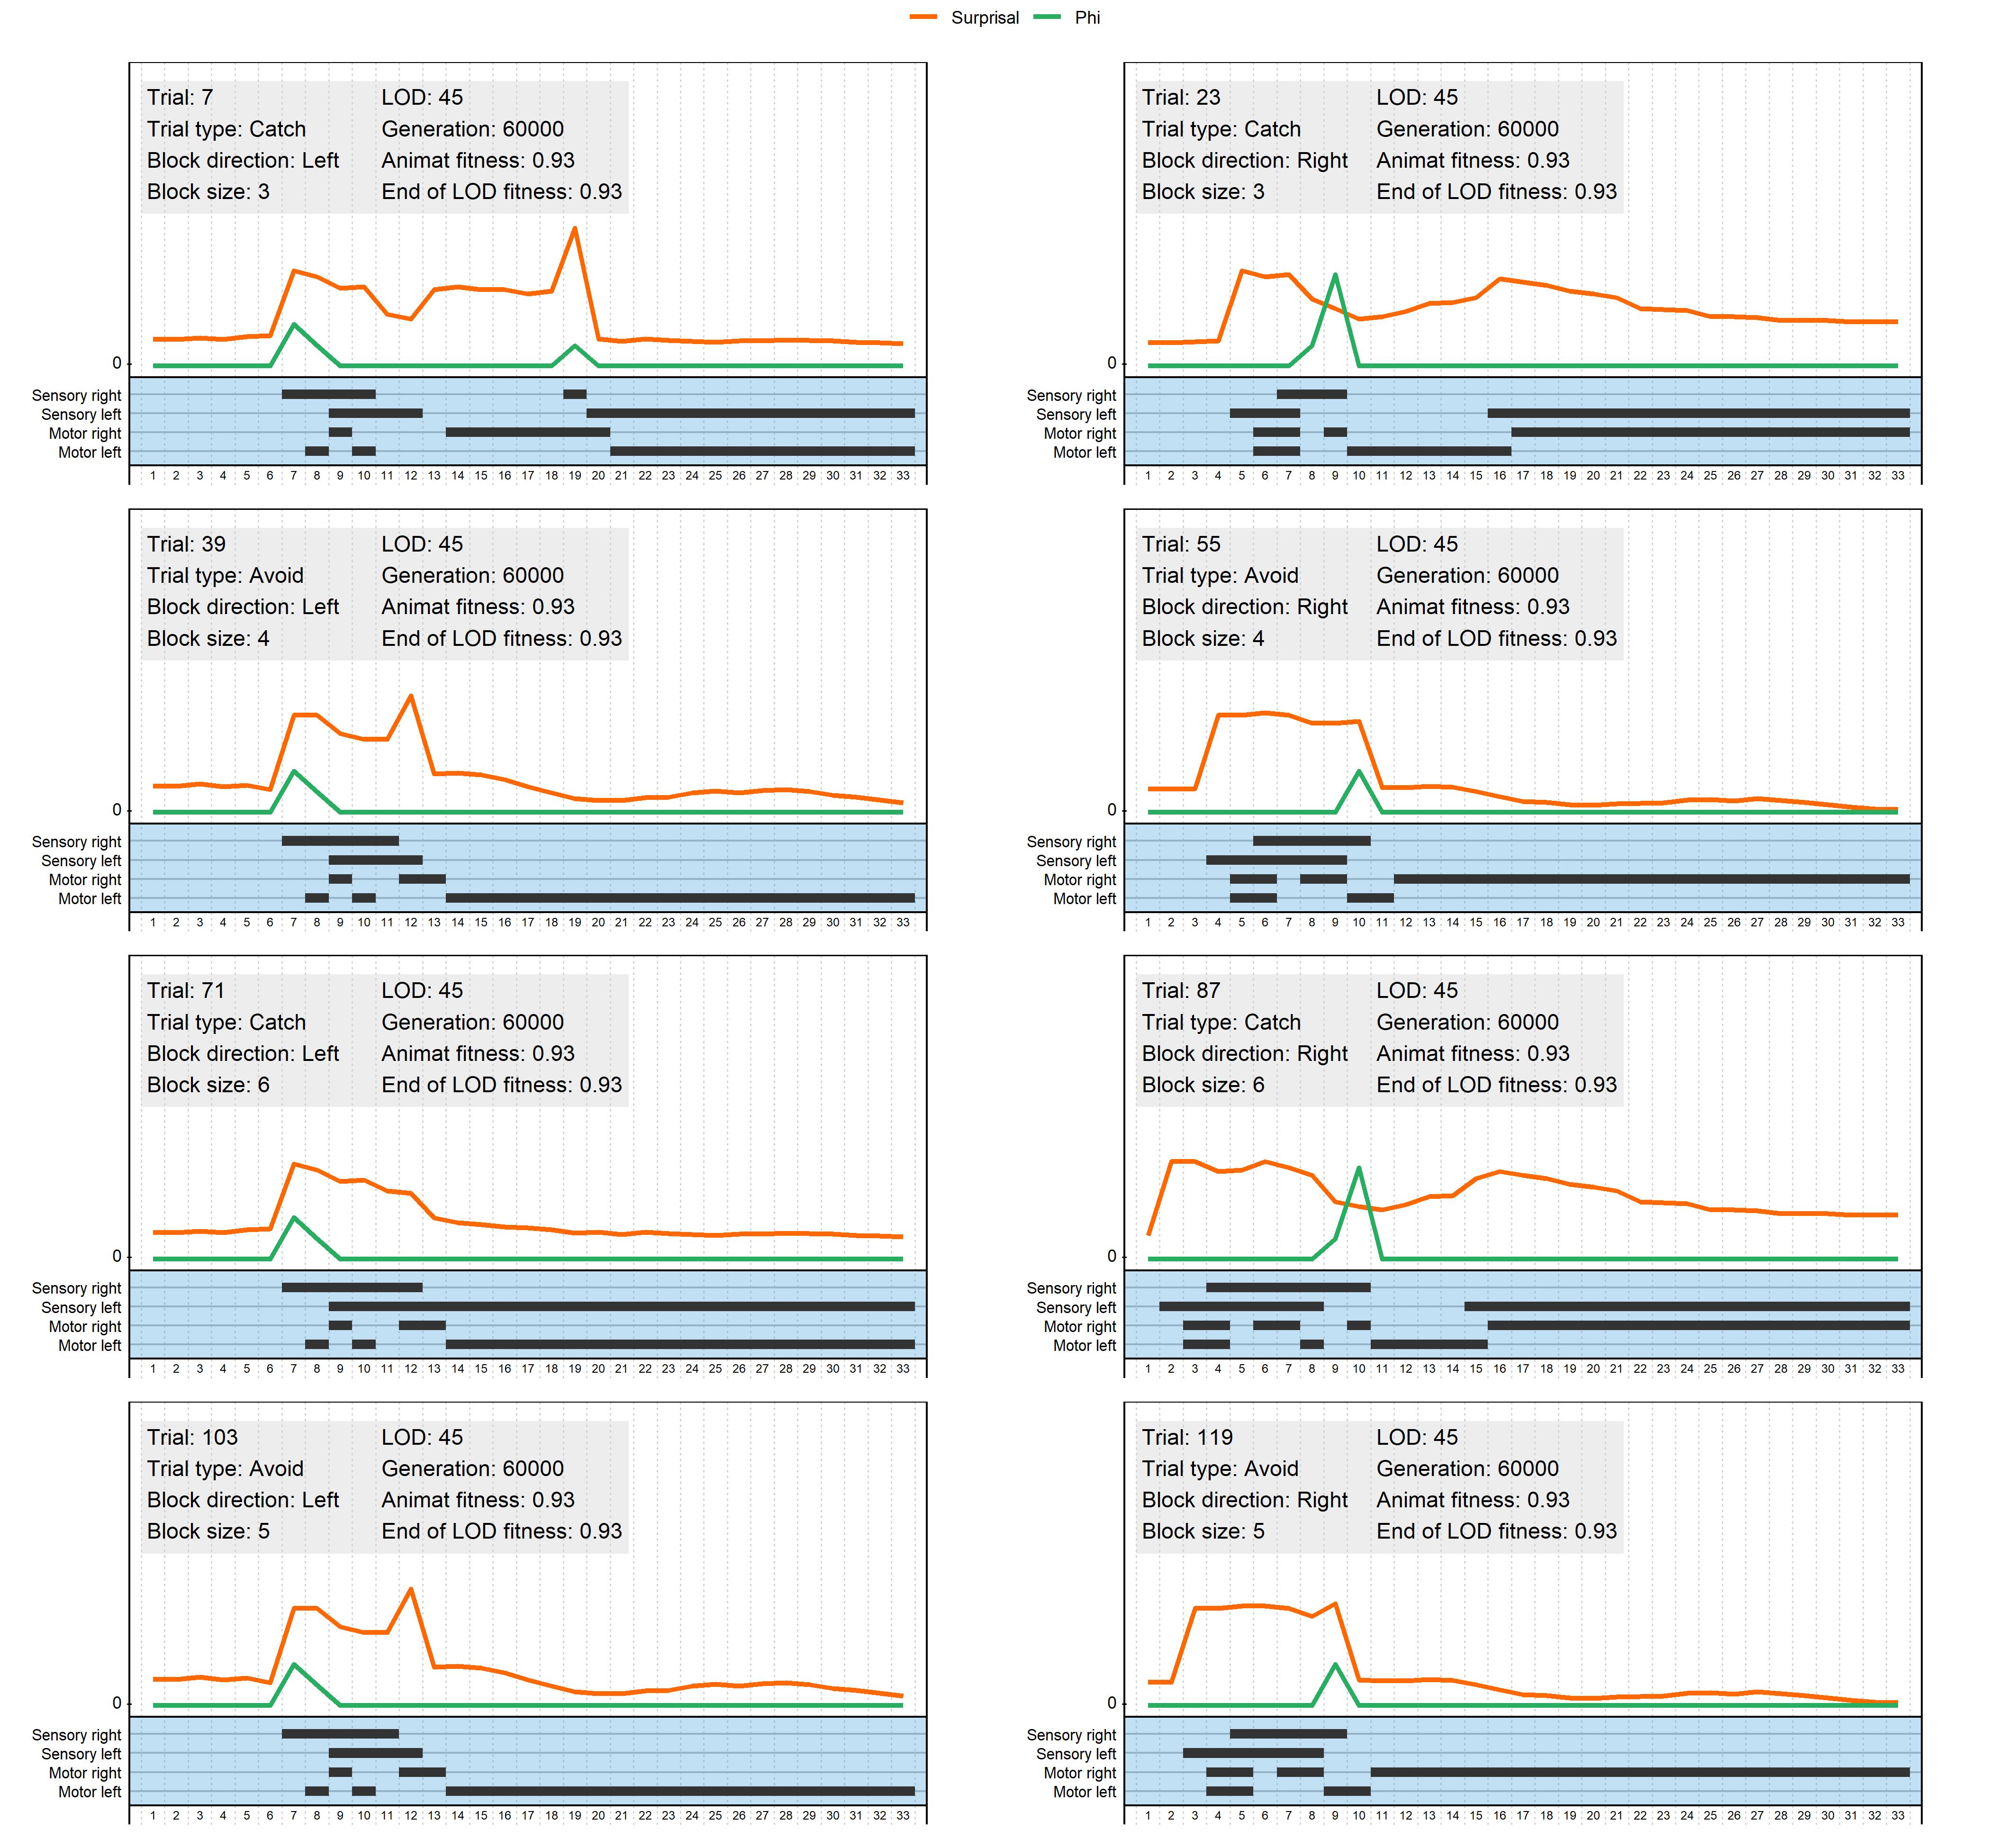 Surprisal Phi
Trial: 7 LOD: 45
Trial type: Catch Generation: 60000
Block direction: Left Animat fitness: 0.93
Block size: 3 End of LOD fitness: 0.93
0
Sensory right
Sensory left
Motor right
Motor left
1 2 3 4 5 6 7 8 9 10 11 12 13 14 15 16 17 18 19 20 21 22 23 24 25 26 27 28 29 30 31 32 33
Trial: 23 LOD: 45
Trial type: Catch Generation: 60000
Block direction: Right Animat fitness: 0.93
Block size: 3 End of LOD fitness: 0.93
0
Sensory right
Sensory left
Motor right
Motor left
1 2 3 4 5 6 7 8 9 10 11 12 13 14 15 16 17 18 19 20 21 22 23 24 25 26 27 28 29 30 31 32 33
Trial: 39 LOD: 45
Trial type: Avoid Generation: 60000
Block direction: Left Animat fitness: 0.93
Block size: 4 End of LOD fitness: 0.93
0
Sensory right
Sensory left
Motor right
Motor left
1 2 3 4 5 6 7 8 9 10 11 12 13 14 15 16 17 18 19 20 21 22 23 24 25 26 27 28 29 30 31 32 33
Trial: 55 LOD: 45
Trial type: Avoid Generation: 60000
Block direction: Right Animat fitness: 0.93
Block size: 4 End of LOD fitness: 0.93
0
Sensory right
Sensory left
Motor right
Motor left
1 2 3 4 5 6 7 8 9 10 11 12 13 14 15 16 17 18 19 20 21 22 23 24 25 26 27 28 29 30 31 32 33
Trial: 71 LOD: 45
Trial type: Catch Generation: 60000
Block direction: Left Animat fitness: 0.93
Block size: 6 End of LOD fitness: 0.93
0
Sensory right
Sensory left
Motor right
Motor left
1 2 3 4 5 6 7 8 9 10 11 12 13 14 15 16 17 18 19 20 21 22 23 24 25 26 27 28 29 30 31 32 33
Trial: 87 LOD: 45
Trial type: Catch Generation: 60000
Block direction: Right Animat fitness: 0.93
Block size: 6 End of LOD fitness: 0.93
0
Sensory right
Sensory left
Motor right
Motor left
1 2 3 4 5 6 7 8 9 10 11 12 13 14 15 16 17 18 19 20 21 22 23 24 25 26 27 28 29 30 31 32 33
Trial: 103 LOD: 45
Trial type: Avoid Generation: 60000
Block direction: Left Animat fitness: 0.93
Block size: 5 End of LOD fitness: 0.93
0
Sensory right
Sensory left
Motor right
Motor left
1 2 3 4 5 6 7 8 9 10 11 12 13 14 15 16 17 18 19 20 21 22 23 24 25 26 27 28 29 30 31 32 33
Trial: 119 LOD: 45
Trial type: Avoid Generation: 60000
Block direction: Right Animat fitness: 0.93
Block size: 5 End of LOD fitness: 0.93
0
Sensory right
Sensory left
Motor right
Motor left
1 2 3 4 5 6 7 8 9 10 11 12 13 14 15 16 17 18 19 20 21 22 23 24 25 26 27 28 29 30 31 32 33